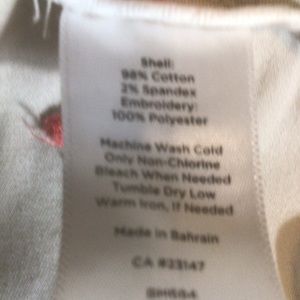 Shell:
98% Cotton
2% Spandex
Embroidery:
100% Polyester
Machine Wash Cold
Only Non-Chlorine
Bleach When Needed
Tumble Dry Low
Warm Iron, If Needed
Made in Bahrain
CA #23147